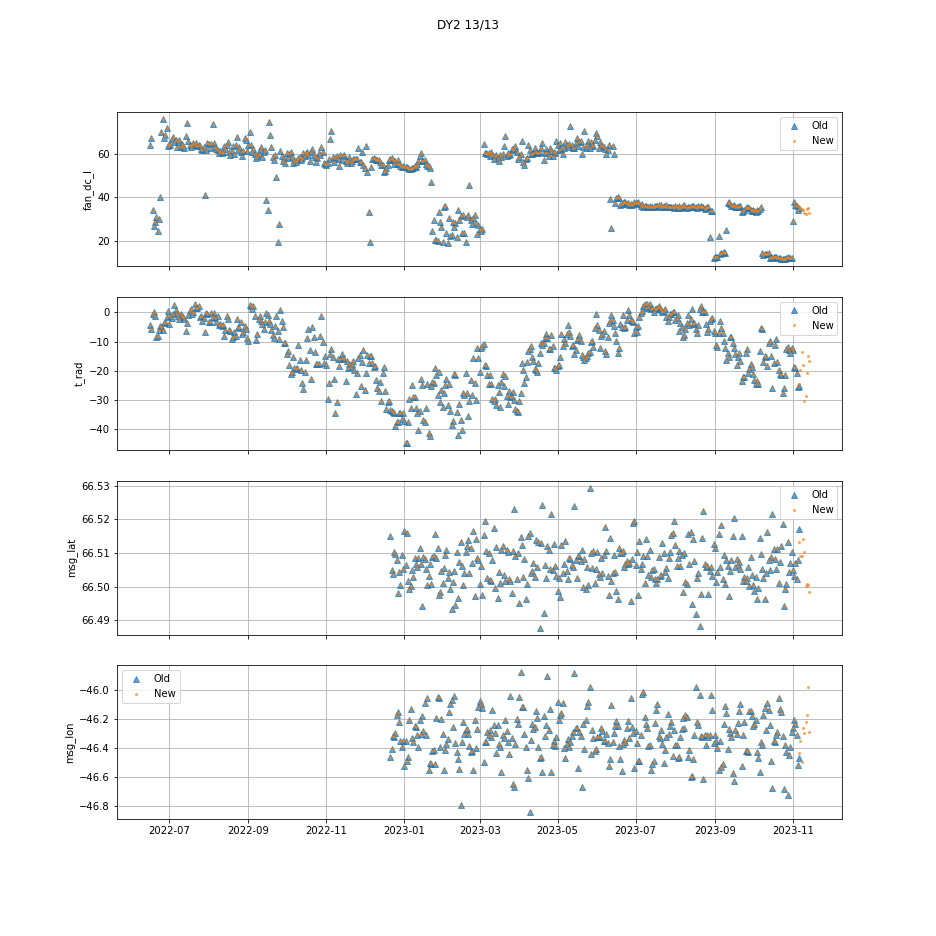 DY2 13/13
fan_dc_l
60
40
20
Old
New
t_rad
0
−10
−20
−30
−40
Old
New
msg_lat
66.53
66.52
66.51
66.50
66.49
Old
New
msg_lon
−46.0
−46.2
−46.4
−46.6
−46.8
Old
New
2022-07 2022-09 2022-11 2023-01 2023-03 2023-05 2023-07 2023-09 2023-11